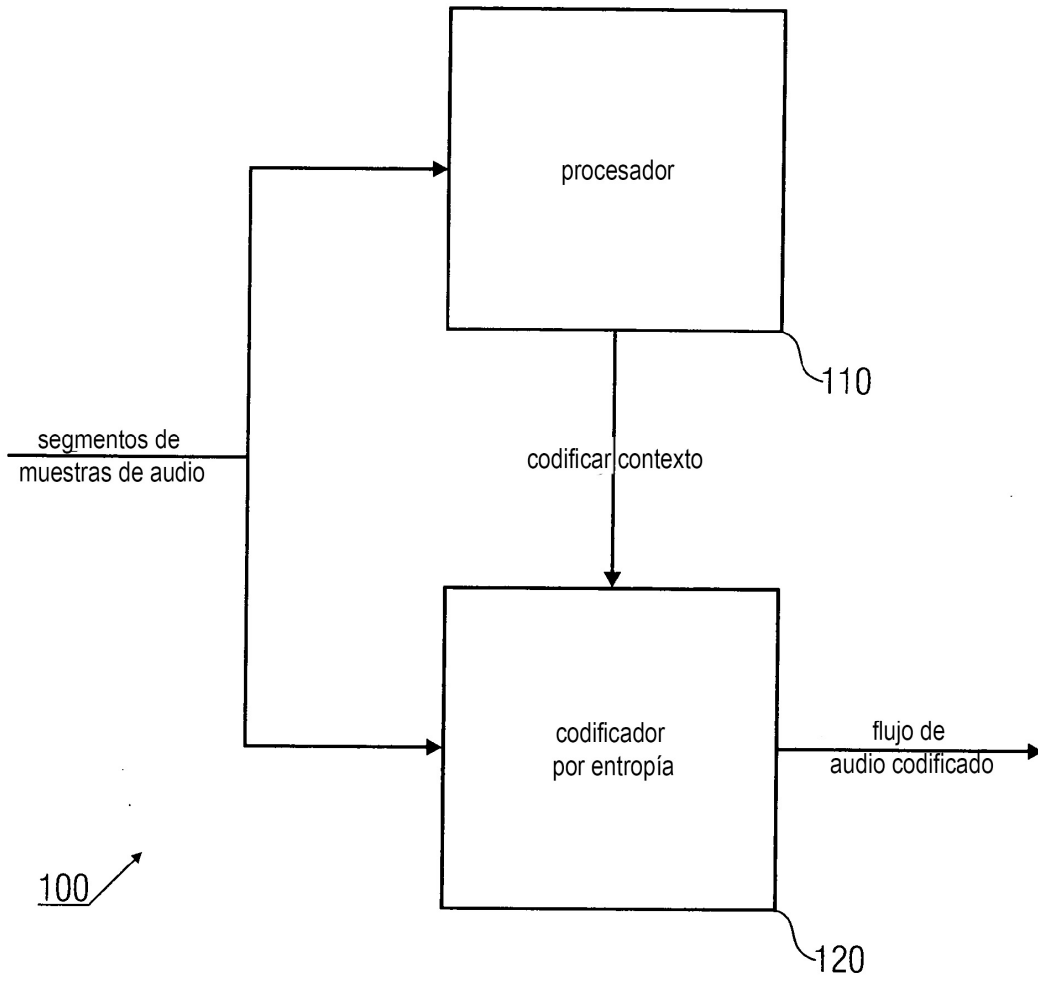 procesador
110
segmentos de
muestras de audio
codificar contexto
codificador
por entropía
flujo de
audio codificado
100
120